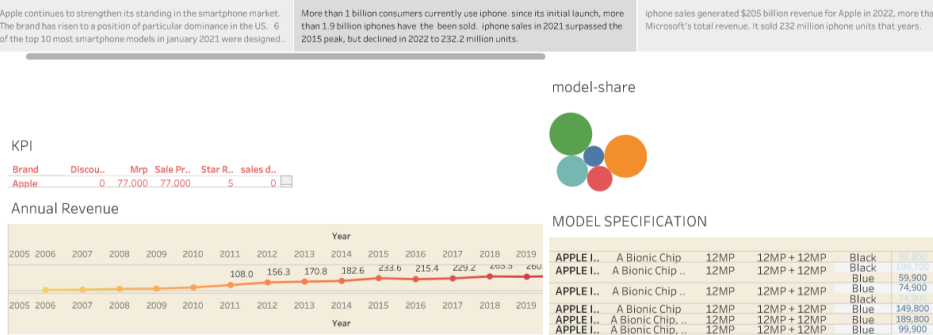 Apple continues to strengthen its standing in the smartphone market.
The brand has risen to a position of particular dominance in the US. 6
of the top 10 most smartphone models in january 2021 were designed..
More than 1 billion consumers currently use iphone. since its initial launch, more
than 1.9 billion iphones have the been sold. iphone sales in 2021 surpassed the
2015 peak, but declined in 2022 to 232.2 million units.
iphone sales generated $205 billion revenue for Apple in 2022, more tha
Microsoft's total revenue. It sold 232 million iphone units that years.
model-share
KPI
Brand Discou.. Mrp Sale Pr.. Star R.. sales d..
Apple 0 77,000 77,000 5 0
Annual Revenue
Year
2005 2006 2007 2008 2009 2010 2011 2012 2013 2014 2015 2016 2017 2018 2019
108.0 156.3 170.8 182.6 233.6 215.4 229.2 265.5 260.
2005 2006 2007 2008 2009 2010 2011 2012 2013 2014 2015 2016 2017 2018 2019
Year
MODEL SPECIFICATION
APPLE I.. A Bionic Chip 12MP 12MP + 12MP Black
APPLE I.. A Bionic Chip .. 12MP 12MP + 12MP Black
Blue 59,900
APPLE I.. A Bionic Chip .. 12MP 12MP + 12MP Blue 74,900
Black
APPLE I.. A Bionic Chip 12MP 12MP + 12MP Blue 149,800
APPLE I.. A Bionic Chip, .. 12MP 12MP + 12MP Blue 189,800
APPLE I.. A Bionic Chip, .. 12MP 12MP + 12MP Blue 99,900